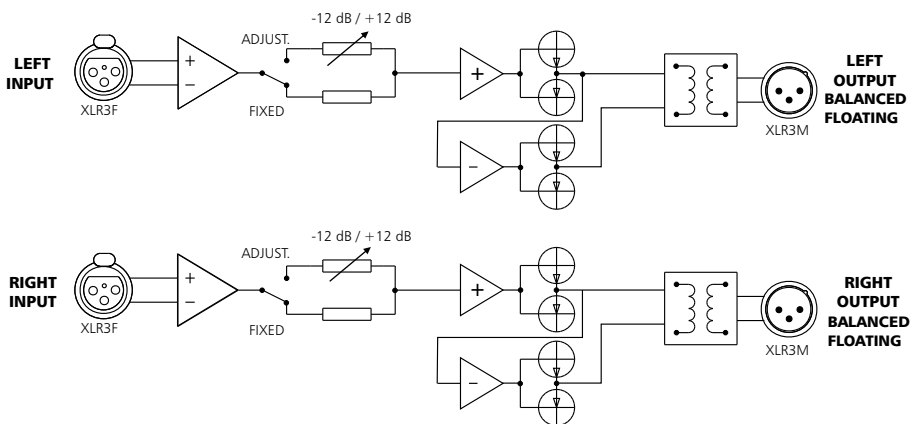 -12 dB / +12 dB
ADJUST.
LEFT
INPUT
+
−
+
LEFT
OUTPUT
BALANCED
FLOATING
XLR3F
FIXED
XLR3M
−
-12 dB / +12 dB
ADJUST.
RIGHT
INPUT
+
−
+
RIGHT
OUTPUT
BALANCED
FLOATING
XLR3F
FIXED
XLR3M
−